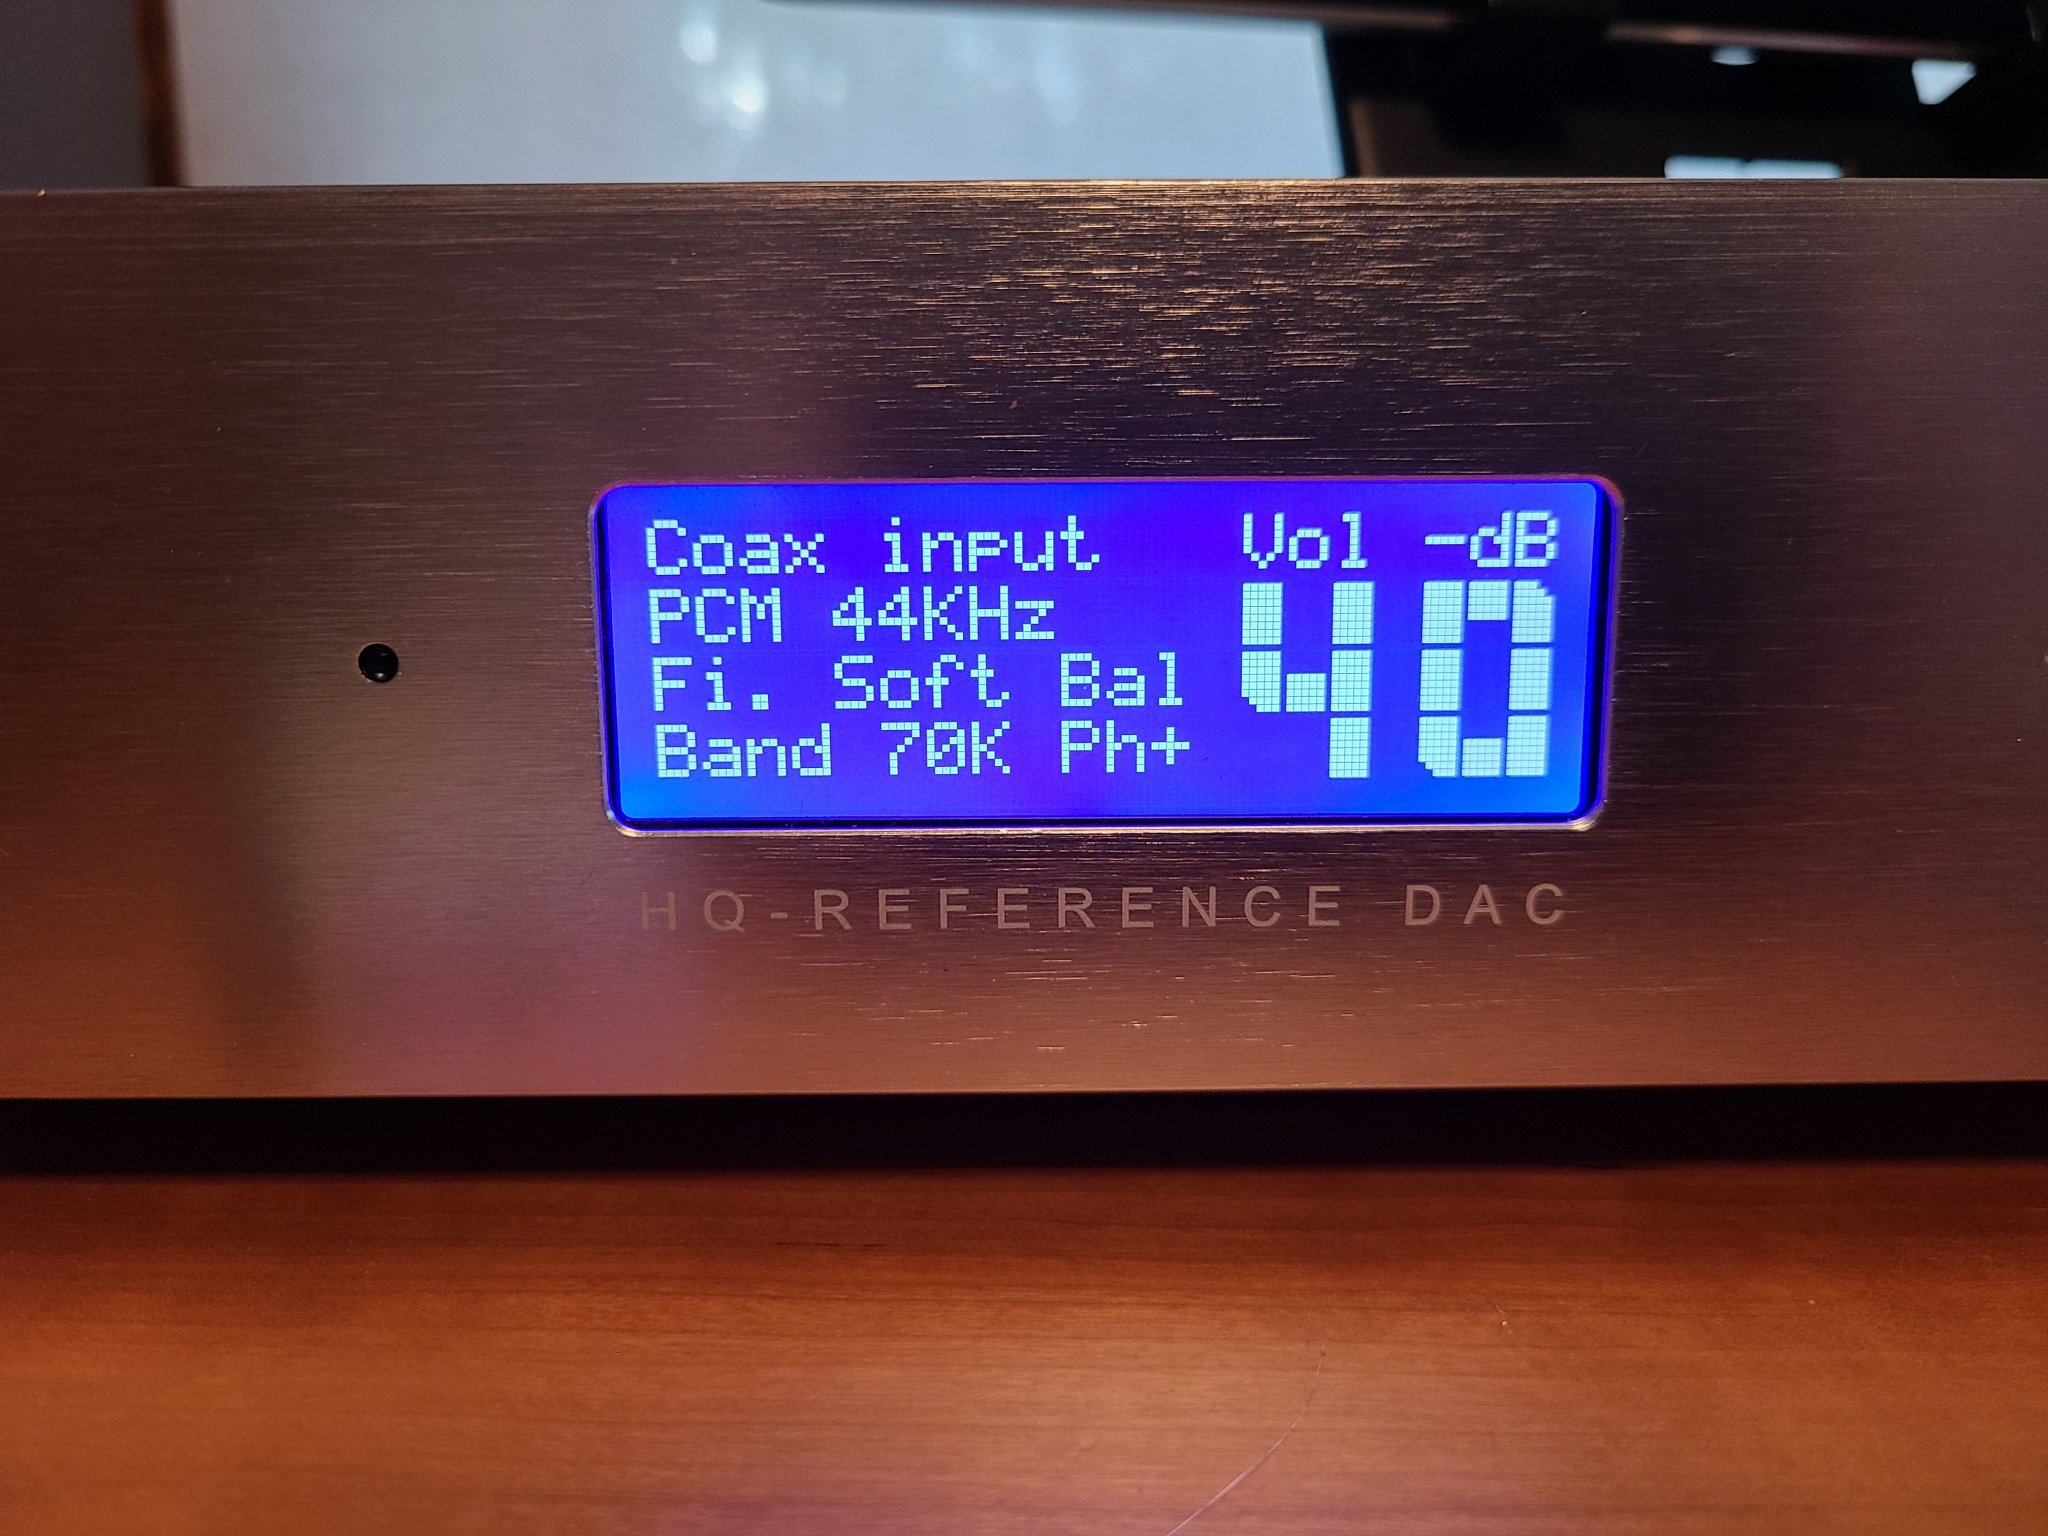 Coax input Vol -dB
PCM 44KHz 40
Fi. Soft Bal
Band 70K Ph+
HQ-REFERENCE DAC